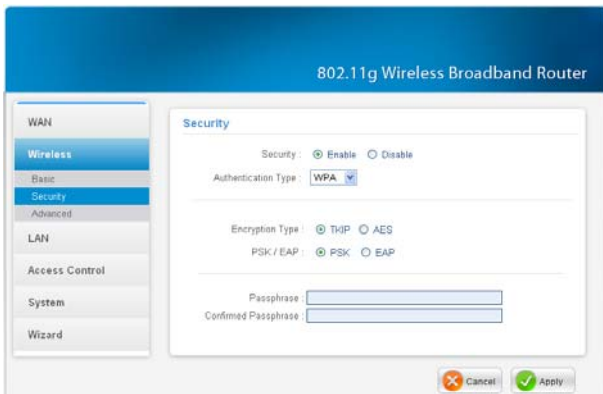 802.11g Wireless Broadband Router
WAN
Wireless
Basic
Security
Advanced
LAN
Access Control
System
Wizard
Security
Security : Enable Disable
Authentication Type : WPA
Encryption Type : TKIP AES
PSK / EAP : PSK EAP
Passphrase :
Confirmed Passphrase :
Cancel Apply